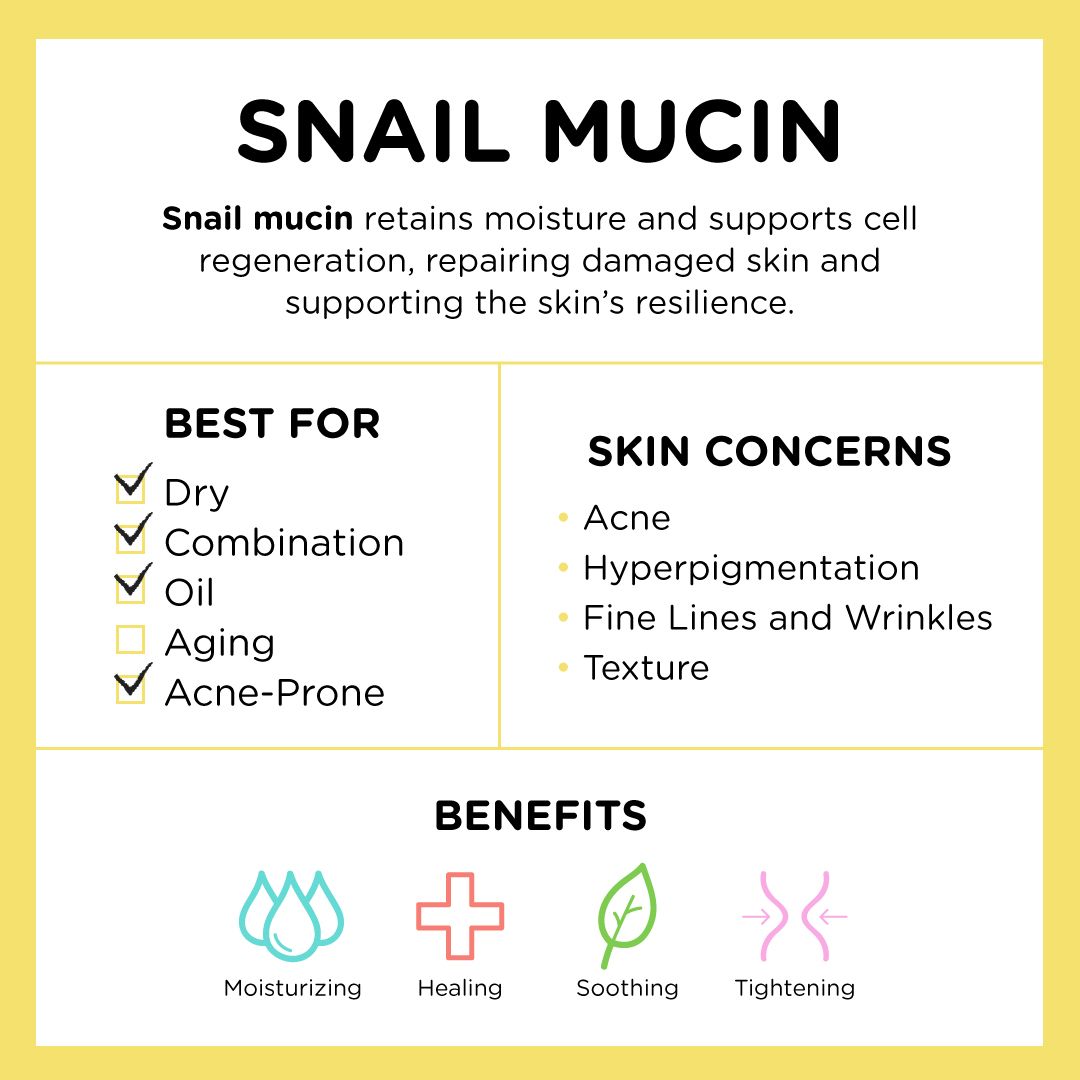 SNAIL MUCIN
Snail mucin retains moisture and supports cell
regeneration, repairing damaged skin and
supporting the skin’s resilience.
BEST FOR
Dry
Combination
Oil
Aging
Acne-Prone
SKIN CONCERNS
• Acne
• Hyperpigmentation
• Fine Lines and Wrinkles
• Texture
BENEFITS
Moisturizing
Healing
Soothing
Tightening